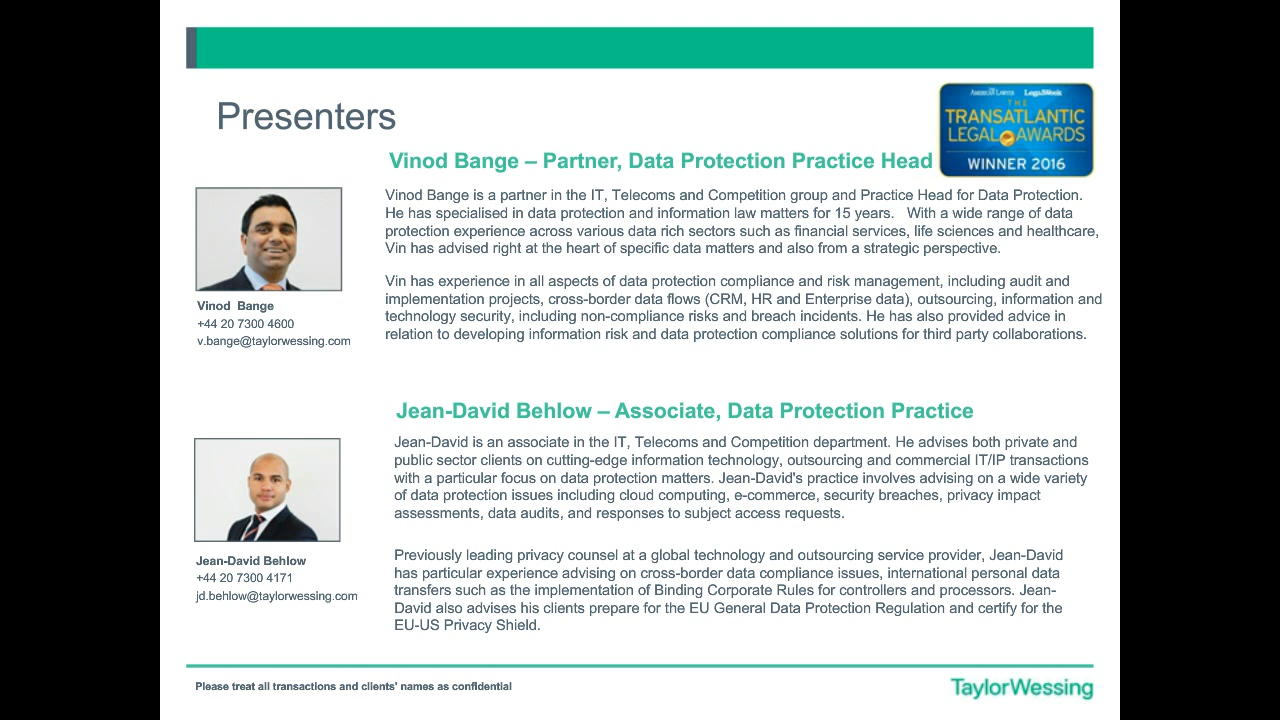 Presenters
AMERICAN LAWYER LegalWeek
THE
TRANSATLANTIC
LEGAL AWARDS
WINNER 2016
Vinod Bange – Partner, Data Protection Practice Head
Vinod Bange is a partner in the IT, Telecoms and Competition group and Practice Head for Data Protection.
He has specialised in data protection and information law matters for 15 years. With a wide range of data
protection experience across various data rich sectors such as financial services, life sciences and healthcare,
Vin has advised right at the heart of specific data matters and also from a strategic perspective.
Vin has experience in all aspects of data protection compliance and risk management, including audit and
implementation projects, cross-border data flows (CRM, HR and Enterprise data), outsourcing, information and
technology security, including non-compliance risks and breach incidents. He has also provided advice in
relation to developing information risk and data protection compliance solutions for third party collaborations.
Vinod Bange
+44 20 7300 4600
v.bange@taylorwessing.com
Jean-David Behlow – Associate, Data Protection Practice
Jean-David is an associate in the IT, Telecoms and Competition department. He advises both private and
public sector clients on cutting-edge information technology, outsourcing and commercial IT/IP transactions
with a particular focus on data protection matters. Jean-David's practice involves advising on a wide variety
of data protection issues including cloud computing, e-commerce, security breaches, privacy impact
assessments, data audits, and responses to subject access requests.
Previously leading privacy counsel at a global technology and outsourcing service provider, Jean-David
has particular experience advising on cross-border data compliance issues, international personal data
transfers such as the implementation of Binding Corporate Rules for controllers and processors. Jean-
David also advises his clients prepare for the EU General Data Protection Regulation and certify for the
EU-US Privacy Shield.
Jean-David Behlow
+44 20 7300 4171
jd.behlow@taylorwessing.com
Please treat all transactions and clients' names as confidential
TaylorWessing